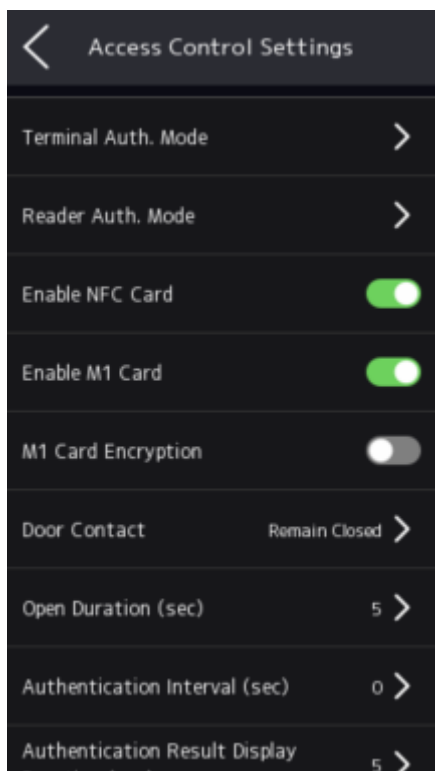 Access Control Settings
Terminal Auth. Mode
Reader Auth. Mode
Enable NFC Card
Enable M1 Card
M1 Card Encryption
Door Contact Remain Closed
Open Duration (sec) 5
Authentication Interval (sec) 0
Authentication Result Display 5